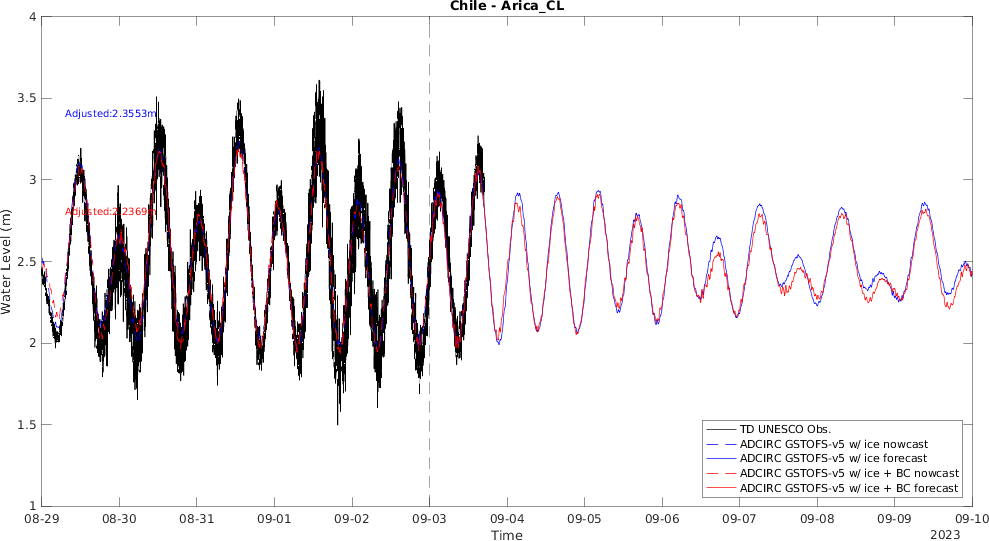 Chile - Arica_CL
4
3.5
3
2.5
2
1.5
1
Water Level (m)
Adjusted:2.3553m
Adjusted:2.2369m
TD UNESCO Obs.
ADCIRC GSTOFS-v5 w/ ice nowcast
ADCIRC GSTOFS-v5 w/ ice forecast
ADCIRC GSTOFS-v5 w/ ice + BC nowcast
ADCIRC GSTOFS-v5 w/ ice + BC forecast
08-29 08-30 08-31 09-01 09-02 09-03 09-04 09-05 09-06 09-07 09-08 09-09 09-10
Time
2023